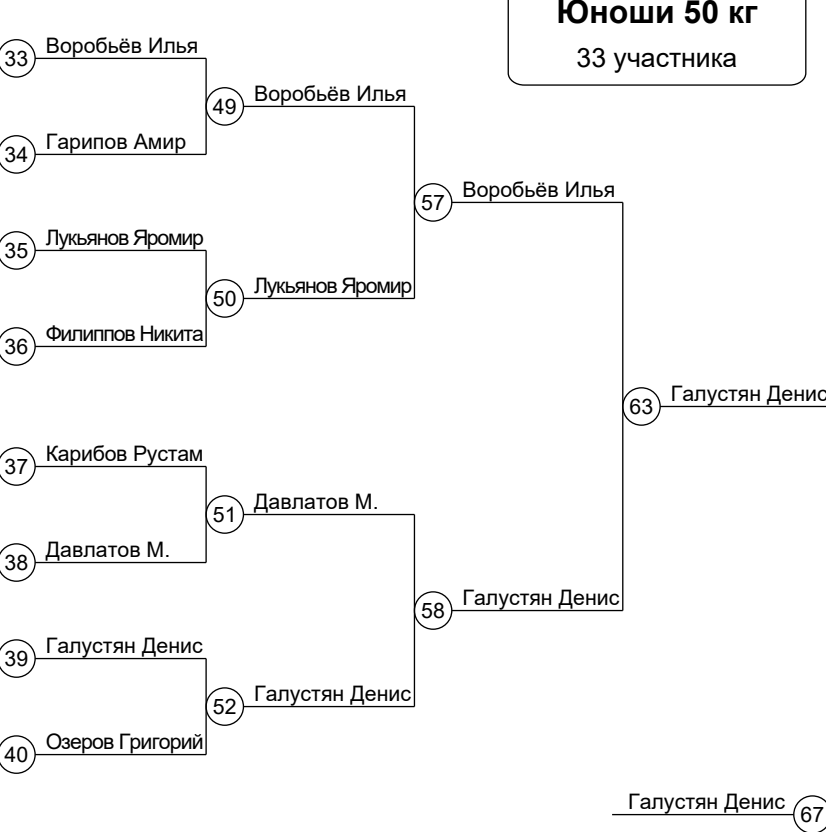 Юноши 50 кг
33 участника
33 Воробьёв Илья
49 Воробьёв Илья
34 Гарипов Амир
57 Воробьёв Илья
35 Лукьянов Яромир
50 Лукьянов Яромир
36 Филиппов Никита
63 Галустян Денис
37 Карибов Рустам
51 Давлатов М.
38 Давлатов М.
58 Галустян Денис
39 Галустян Денис
52 Галустян Денис
40 Озеров Григорий
Галустян Денис 67